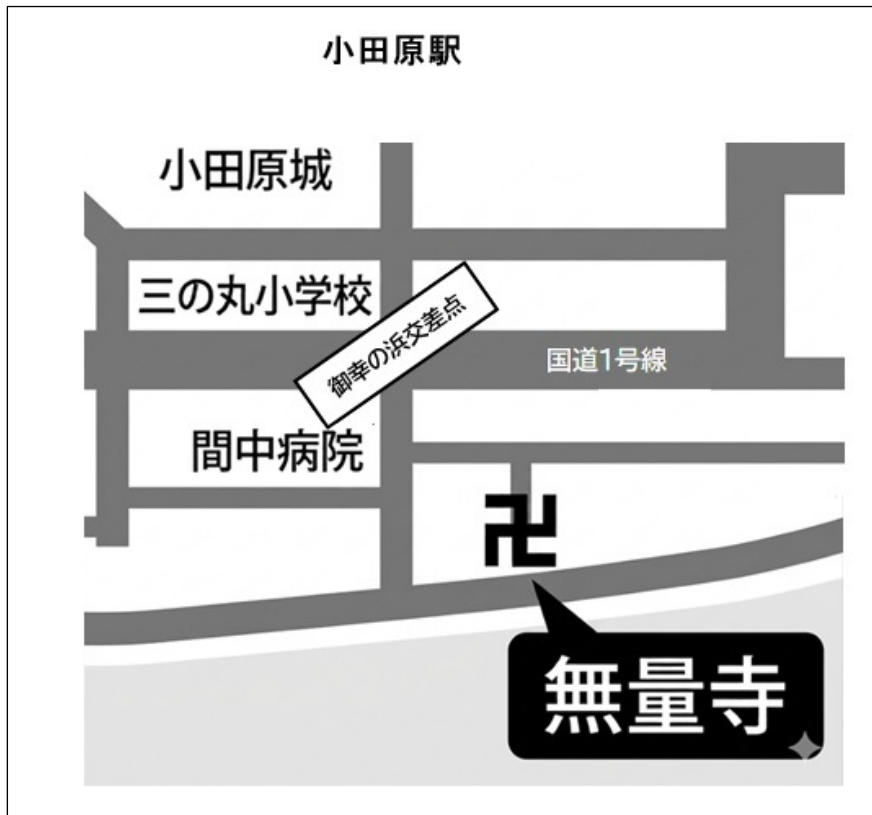 小田原駅
小田原城
三の丸小学校
御幸の浜交差点
国道1号線
間中病院
卍
無量寺